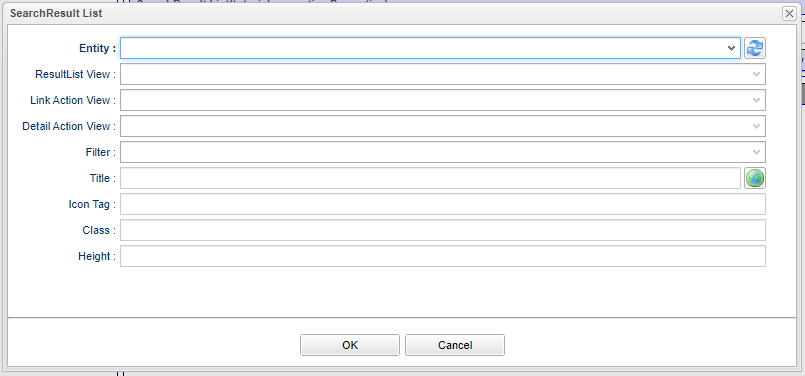 SearchResult List
Entity :
ResultList View :
Link Action View :
Detail Action View :
Filter :
Title :
Icon Tag :
Class :
Height :
OK
Cancel